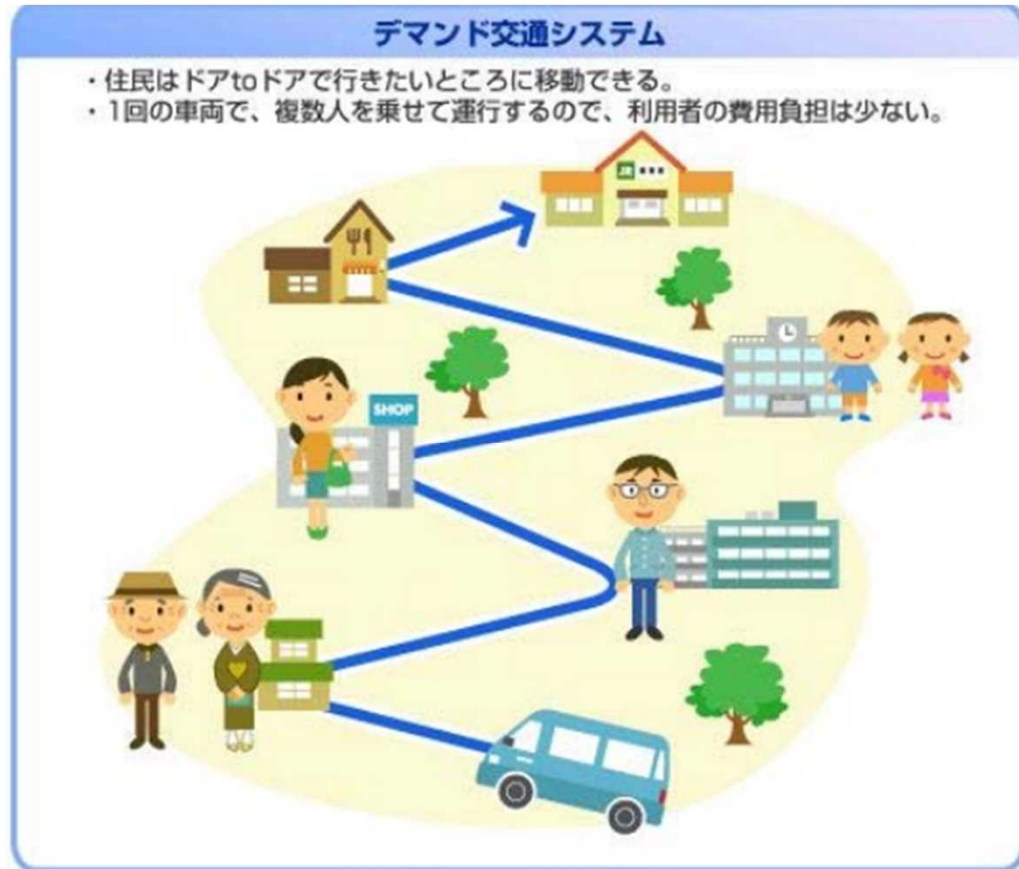 デマンド交通システム
・住民はドアtoドアで行きたいところに移動できる。
・1回の車両で、複数人を乗せて運行するので、利用者の費用負担は少ない。
JR
SHOP